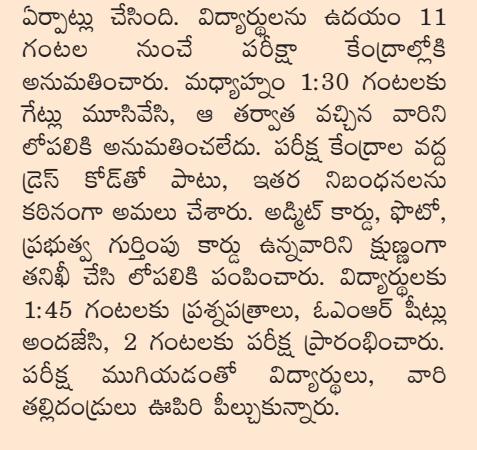 ఏర్పాట్లు చేసింది. విద్యార్థులను ఉదయం 11
గంటల నుంచే పరీక్షా కేంద్రాల్లోకి
అనుమతించారు. మధ్యాహ్నం 1:30 గంటలకు
గేట్లు మూసివేసి, ఆ తర్వాత వచ్చిన వారిని
లోపలికి అనుమతించలేదు. పరీక్ష కేంద్రాల వద్ద
డ్రెస్ కోడ్‌తో పాటు, ఇతర నిబంధనలను
కఠినంగా అమలు చేశారు. అడ్మిట్ కార్డు, ఫొటో,
ప్రభుత్వ గుర్తింపు కార్డు ఉన్నవారిని క్షుణ్ణంగా
తనిఖీ చేసి లోపలికి పంపించారు. విద్యార్థులకు
1:45 గంటలకు ప్రశ్నపత్రాలు, ఓఎంఆర్ షీట్లు
అందజేసి, 2 గంటలకు పరీక్ష ప్రారంభించారు.
పరీక్ష ముగియడంతో విద్యార్థులు, వారి
తల్లిదండ్రులు ఊపిరి పీల్చుకున్నారు.